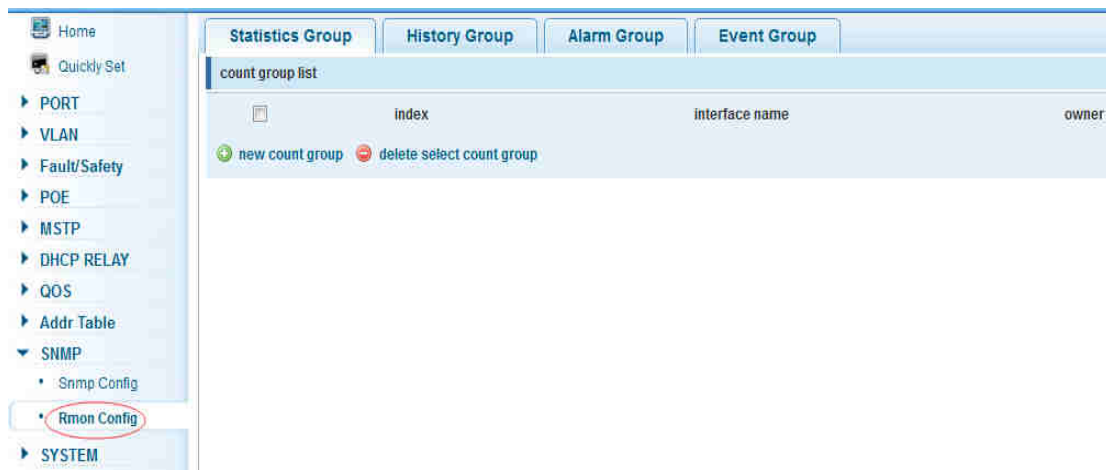 Home
Quickly Set
PORT
VLAN
Fault/Safety
POE
MSTP
DHCP RELAY
QOS
Addr Table
SNMP
Snmp Config
Rmon Config
SYSTEM
Statistics Group
History Group
Alarm Group
Event Group
count group list
index interface name owner
new count group delete select count group